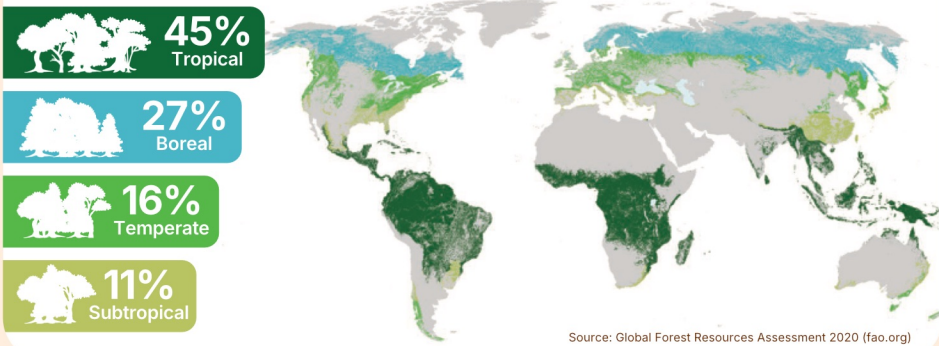 45%
Tropical
27%
Boreal
16%
Temperate
11%
Subtropical
Source: Global Forest Resources Assessment 2020 (fao.org)